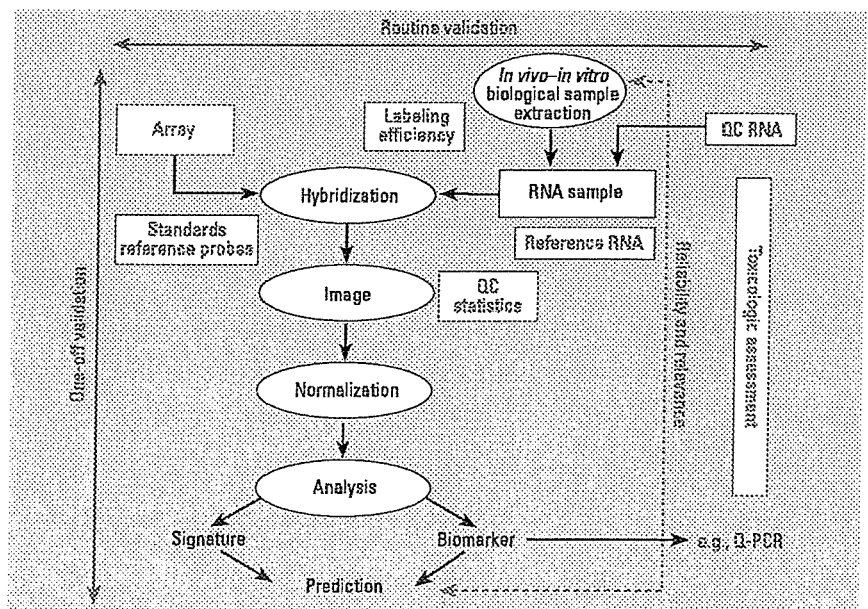 Routine validation
In vivo–in vitro
biological sample
extraction
Array
Labeling
efficiency
QC RNA
Hybridization
RNA sample
Standards
reference probes
Reference RNA
Image
QC
statistics
Normalization
Analysis
Signature
Biomarker
e.g., Q-PCR
Prediction
One-off validation
Reliability and relevance
Toxicologic assessment